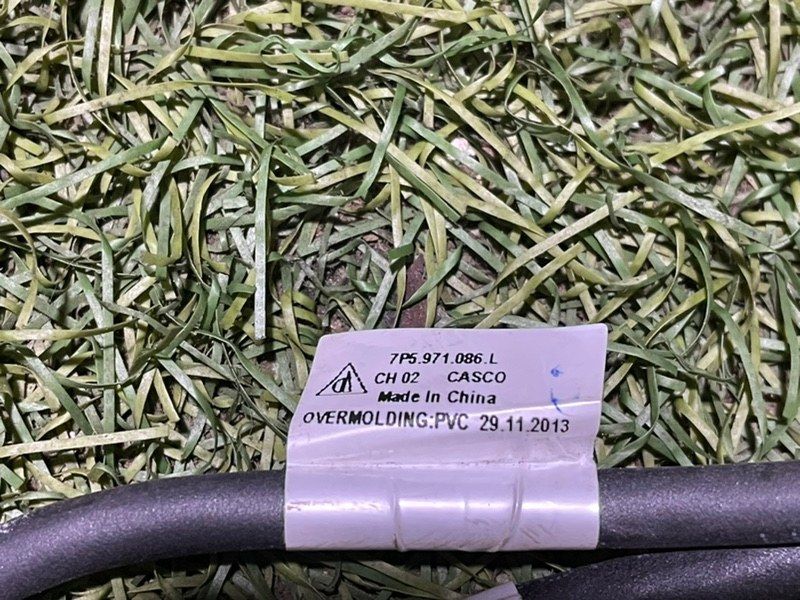 7P5.971.086.L
CH 02 CASCO
Made In China
OVERMOLDING:PVC 29.11.2013